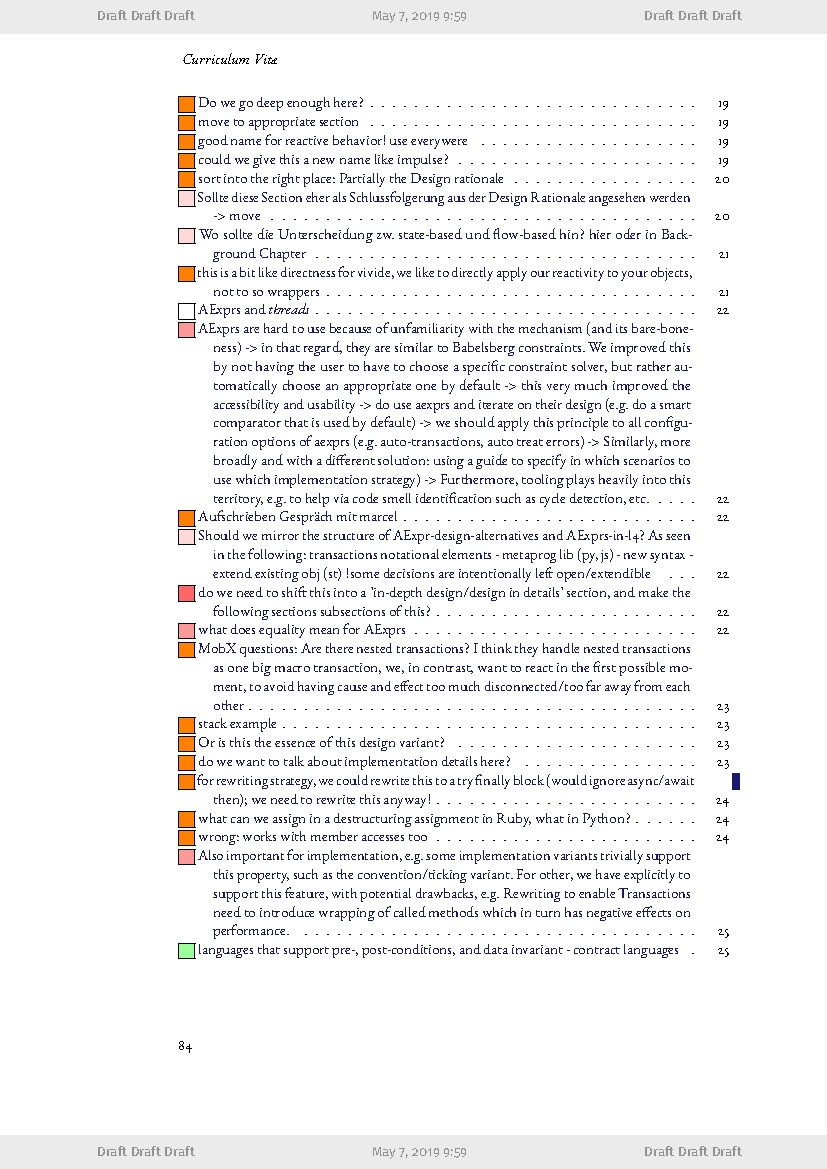 Draft Draft Draft May 7, 2019 9:59 Draft Draft Draft
Curriculum Vitæ
Do we go deep enough here? . . . . . . . . . . . . . . . . . . . . . . . . . . . . . . 19
move to appropriate section . . . . . . . . . . . . . . . . . . . . . . . . . . . . . . 19
good name for reactive behavior! use everywere . . . . . . . . . . . . . . . . . . . . 19
could we give this a new name like impulse? . . . . . . . . . . . . . . . . . . . . . . 19
sort into the right place: Partially the Design rationale . . . . . . . . . . . . . . . . . 20
Sollte diese Section eher als Schlussfolgerung aus der Design Rationale angesehen werden
-> move . . . . . . . . . . . . . . . . . . . . . . . . . . . . . . . . . . . . . . . 20
Wo sollte die Unterscheidung zw. state-based und flow-based hin? hier oder in Back-
ground Chapter . . . . . . . . . . . . . . . . . . . . . . . . . . . . . . . . . . . 21
this is a bit like directness for vivide, we like to directly apply our reactivity to your objects,
not to so wrappers . . . . . . . . . . . . . . . . . . . . . . . . . . . . . . . . . . 21
AExprs and threads . . . . . . . . . . . . . . . . . . . . . . . . . . . . . . . . . . . 22
AExprs are hard to use because of unfamiliarity with the mechanism (and its bare-bone-
ness) -> in that regard, they are similar to Babelsberg constraints. We improved this
by not having the user to have to choose a specific constraint solver, but rather au-
tomatically choose an appropriate one by default -> this very much improved the
accessibility and usability -> do use aexprs and iterate on their design (e.g. do a smart
comparator that is used by default) -> we should apply this principle to all configu-
ration options of aexprs (e.g. auto-transactions, auto treat errors) -> Similarly, more
broadly and with a different solution: using a guide to specify in which scenarios to
use which implementation strategy) -> Furthermore, tooling plays heavily into this
territory, e.g. to help via code smell identification such as cycle detection, etc. . . . . . 22
Aufschrieben Gespräch mit marcel . . . . . . . . . . . . . . . . . . . . . . . . . . . 22
Should we mirror the structure of AExpr-design-alternatives and AExprs-in-l4? As seen
in the following: transactions notational elements - metaprog lib (py, js) - new syntax -
extend existing obj (st) !some decisions are intentionally left open/extendible . . . 22
do we need to shift this into a 'in-depth design/design in details' section, and make the
following sections subsections of this? . . . . . . . . . . . . . . . . . . . . . . . . 22
what does equality mean for AExprs . . . . . . . . . . . . . . . . . . . . . . . . . . 22
MobX questions: Are there nested transactions? I think they handle nested transactions
as one big macro transaction, we, in contrast, want to react in the first possible mo-
ment, to avoid having cause and effect too much disconnected/too far away from each
other . . . . . . . . . . . . . . . . . . . . . . . . . . . . . . . . . . . . . . . . . 23
stack example . . . . . . . . . . . . . . . . . . . . . . . . . . . . . . . . . . . . . . 23
Or is this the essence of this design variant? . . . . . . . . . . . . . . . . . . . . . . 23
do we want to talk about implementation details here? . . . . . . . . . . . . . . . . 23
for rewriting strategy, we could rewrite this to a try finally block (would ignore async/await
then); we need to rewrite this anyway! . . . . . . . . . . . . . . . . . . . . . . . . 24
what can we assign in a destructuring assignment in Ruby, what in Python? . . . . . . 24
wrong: works with member accesses too . . . . . . . . . . . . . . . . . . . . . . . . 24
Also important for implementation, e.g. some implementation variants trivially support
this property, such as the convention/ticking variant. For other, we have explicitly to
support this feature, with potential drawbacks, e.g. Rewriting to enable Transactions
need to introduce wrapping of called methods which in turn has negative effects on
performance. . . . . . . . . . . . . . . . . . . . . . . . . . . . . . . . . . . . . 25
languages that support pre-, post-conditions, and data invariant - contract languages . 25
84
Draft Draft Draft May 7, 2019 9:59 Draft Draft Draft